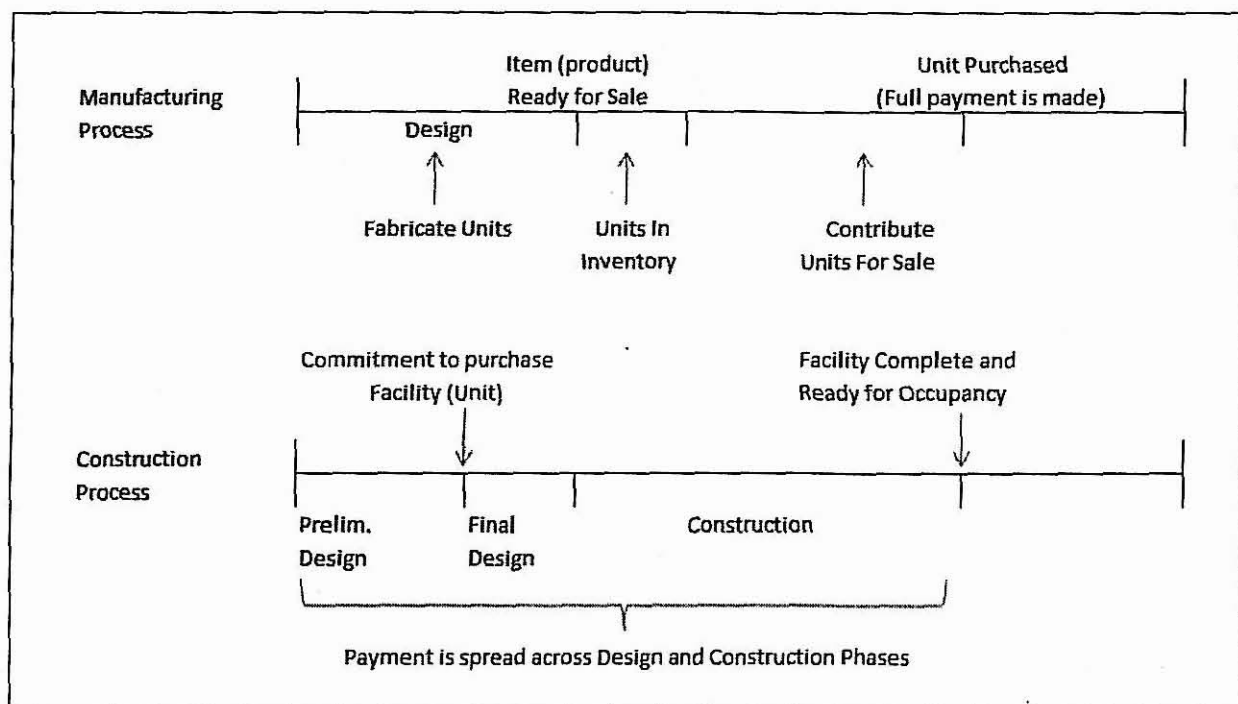 Item (product)
Ready for Sale
Unit Purchased
(Full payment is made)
Manufacturing
Process
Design
Fabricate Units
Units In
Inventory
Contribute
Units For Sale
Commitment to purchase
Facility (Unit)
Facility Complete and
Ready for Occupancy
Construction
Process
Prelim.
Design
Final
Design
Construction
Payment is spread across Design and Construction Phases